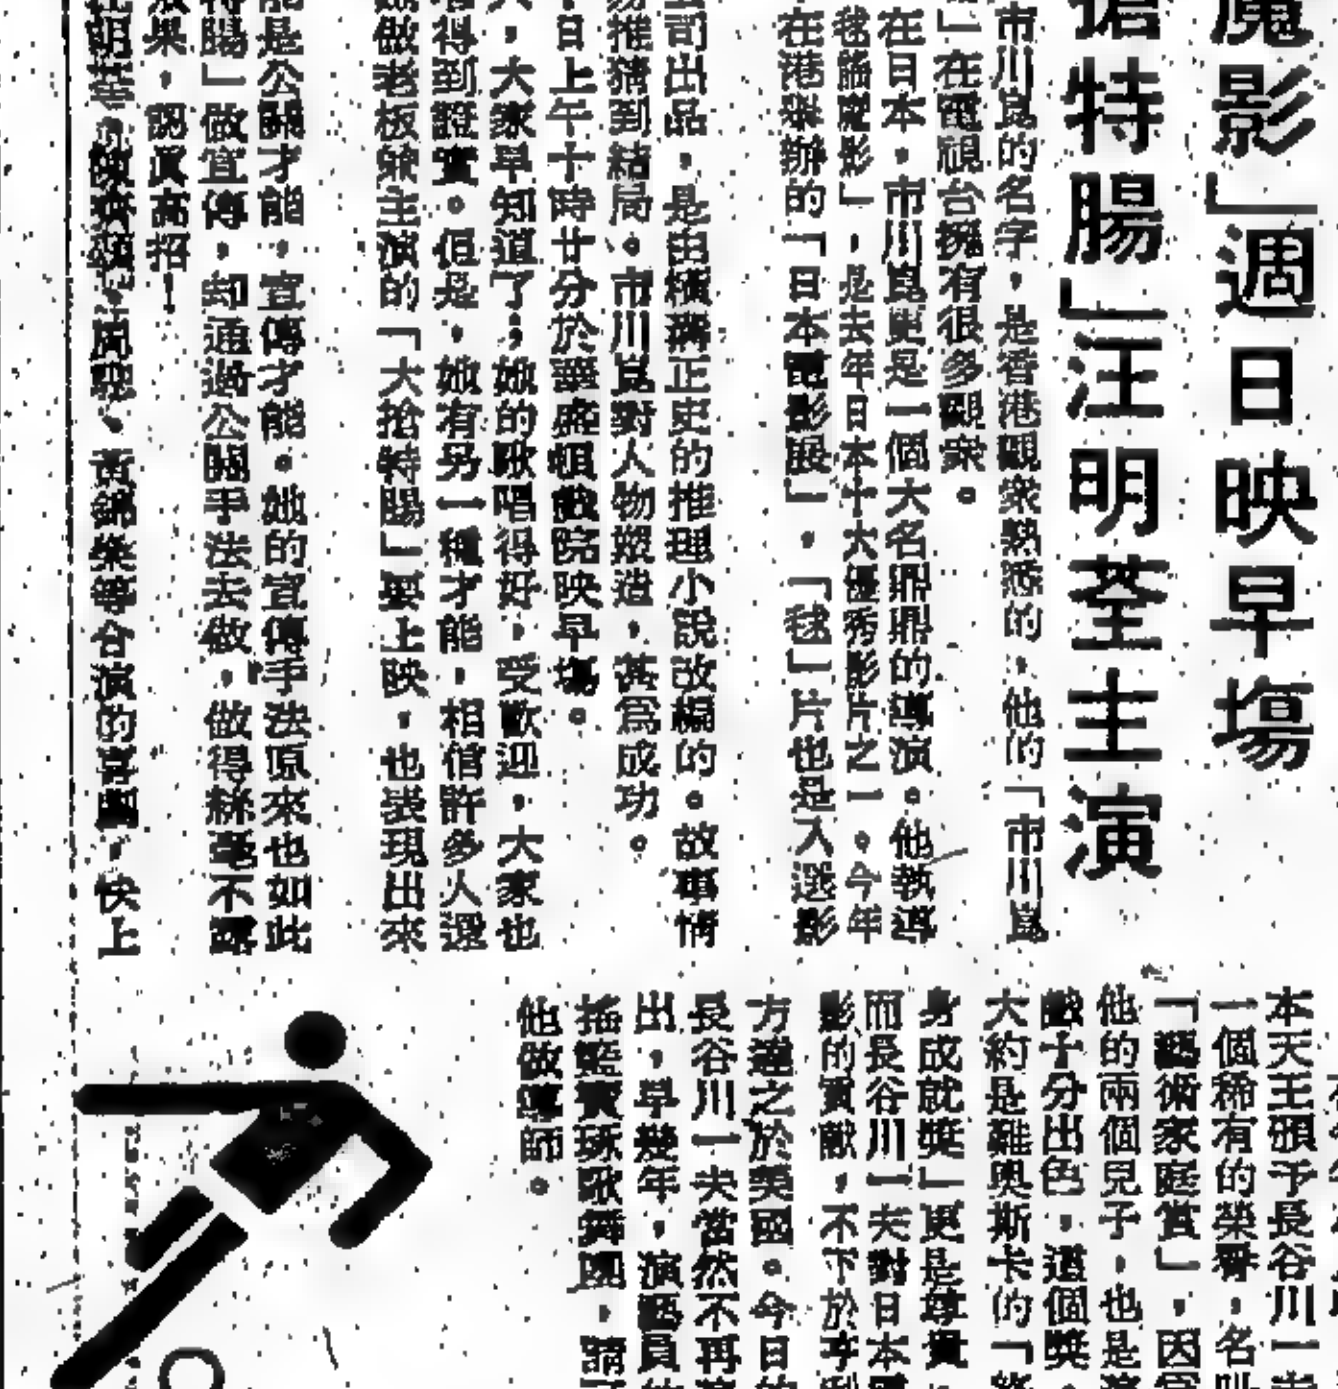 魔影」週日映早場
搶特腸」汪明荃主演
市川崑的名字，是香港觀衆熟悉的，他的「市川崑
」在電視台擁有很多觀衆。
在日本，市川崑更是一個大名鼎鼎的導演。他執導
毬簫魔影」，是去年日本十大優秀影片之一。今年
在港舉辦的「日本電影展」，「毬」片也是入選影
司出品，是由橫溝正史的推理小說改編的。故事情
易推猜到結局。市川崑對人物塑造，甚爲成功。
日上午十時廿分於樂盛戲院映早場。
，大家早知道了；她的歌唱得好，受歡迎，大家也
得到證實。但是，她有另一種才能，相信許多人還
做老板兼主演的「大搶特腸」要上映，也表現出來
能是公關才能，宣傳才能。她的宣傳手法原來也如此
特腸」做宣傳，却通過公關手法去做，做得絲毫不露
效果，認眞高招！
汪明荃、黃錦燊等合演的喜劇，快上
本天王頒予長谷川一
一個稀有的榮譽，名
「藝術家庭賞」，因
他的兩個兒子，也是
戲十分出色，這個獎
大約是難奧斯卡的「
身成就獎」更是尊貴
而長谷川一夫對日本
影的貢獻，不下於李
方達之於美國。今日
長谷川一夫當然不再
出，早幾年，演藝員
搖籃寶琢歌舞團，請
他做導師。